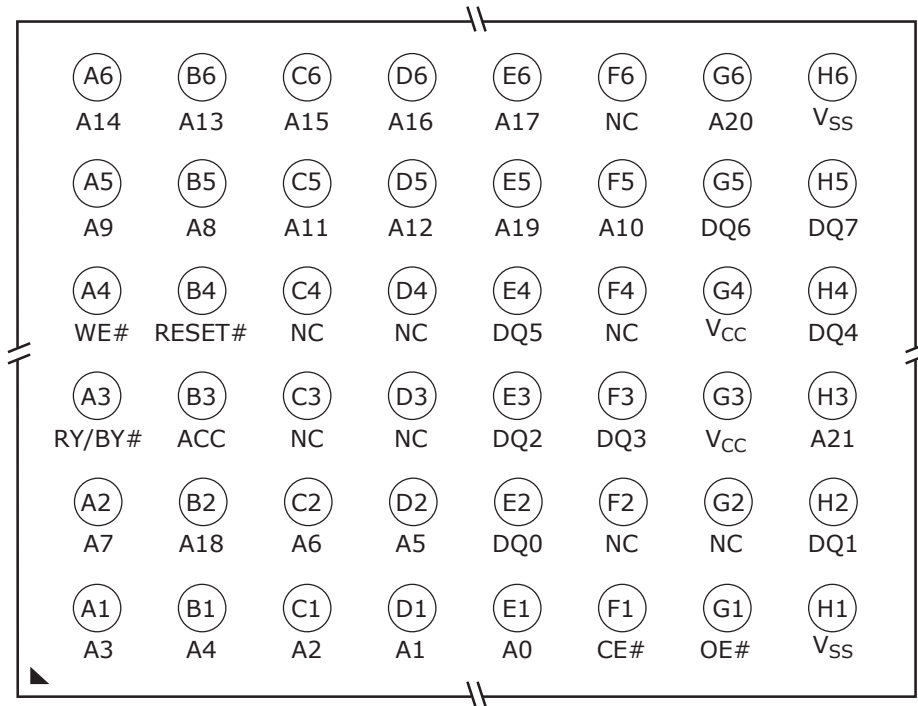 A6 B6 C6 D6 E6 F6 G6 H6
A14 A13 A15 A16 A17 NC A20 VSS
A5 B5 C5 D5 E5 F5 G5 H5
A9 A8 A11 A12 A19 A10 DQ6 DQ7
A4 B4 C4 D4 E4 F4 G4 H4
WE# RESET# NC NC DQ5 NC VCC DQ4
A3 B3 C3 D3 E3 F3 G3 H3
RY/BY# ACC NC NC DQ2 DQ3 VCC A21
A2 B2 C2 D2 E2 F2 G2 H2
A7 A18 A6 A5 DQ0 NC NC DQ1
A1 B1 C1 D1 E1 F1 G1 H1
A3 A4 A2 A1 A0 CE# OE# VSS